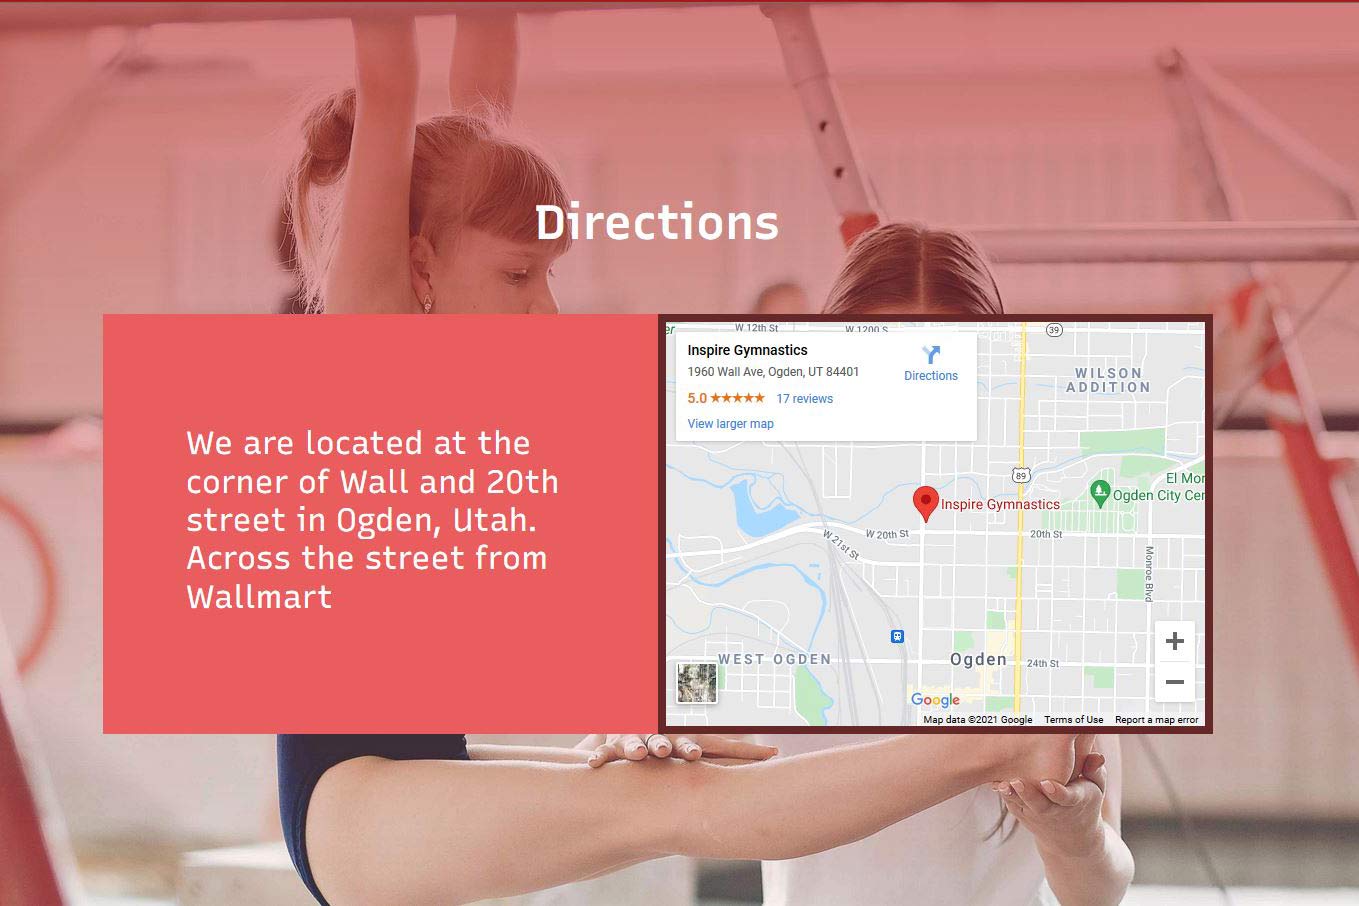 Directions
We are located at the
corner of Wall and 20th
street in Ogden, Utah.
Across the street from
Wallmart
er
W 12th St
W 1200 S
39
Inspire Gymnastics
1960 Wall Ave, Ogden, UT 84401
Directions
5.0 ★★★★★ 17 reviews
View larger map
WILSON
ADDITION
89
El Mor
Ogden City Cer
Inspire Gymnastics
W 20th St
20th St
W 21st St
Monroe Blvd
+
WEST OGDEN
Ogden
24th St
−
Google
Map data ©2021 Google
Terms of Use
Report a map error